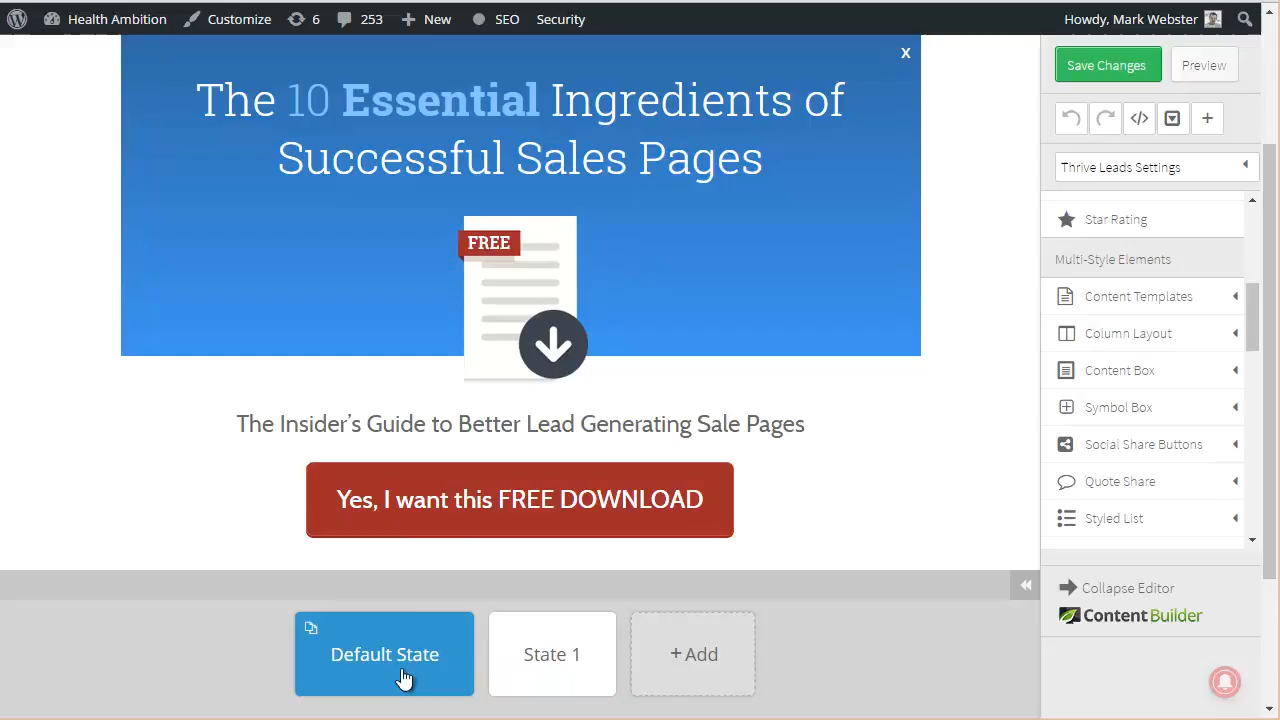 Health Ambition Customize 6 253 New SEO Security Howdy, Mark Webster
X
The 10 Essential Ingredients of
Successful Sales Pages
FREE
The Insider's Guide to Better Lead Generating Sale Pages
Yes, I want this FREE DOWNLOAD
Default State
State 1
+ Add
Save Changes
Preview
Thrive Leads Settings
Star Rating
Multi-Style Elements
Content Templates
Column Layout
Content Box
Symbol Box
Social Share Buttons
Quote Share
Styled List
Collapse Editor
Content Builder